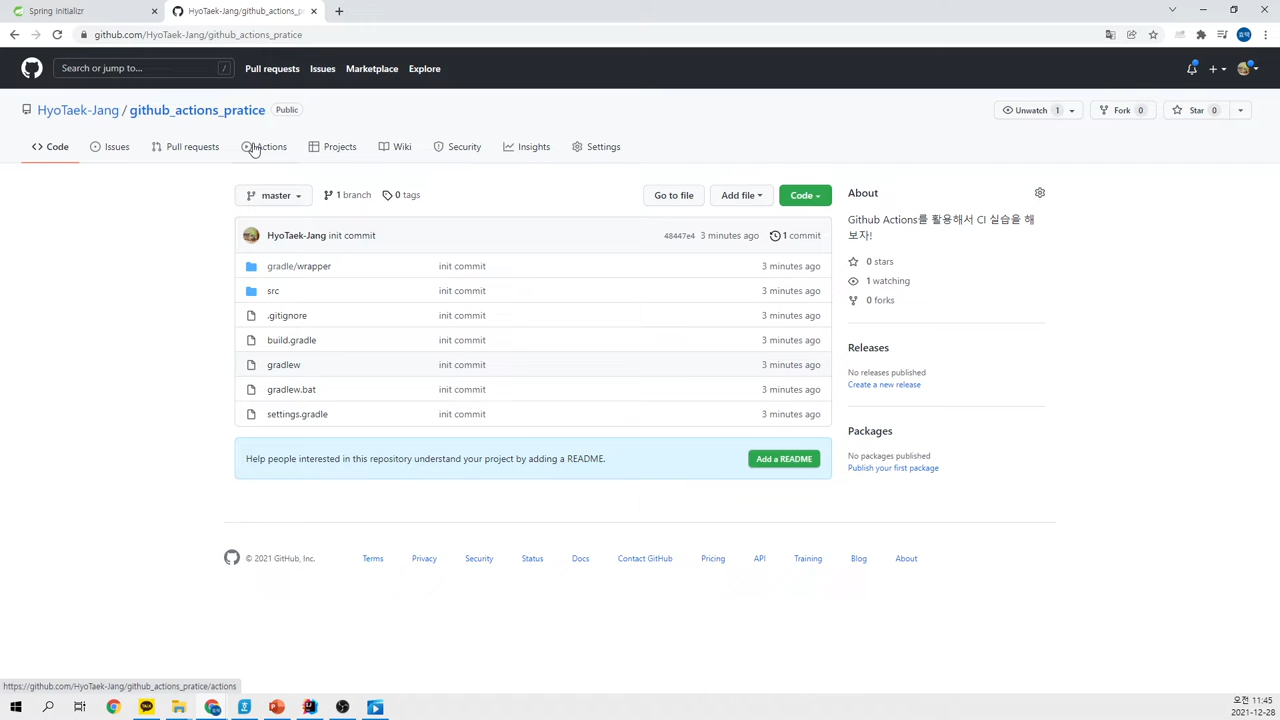 Spring Initializr
HyoTaek-Jang/github_actions_p
github.com/HyoTaek-Jang/github_actions_pratice
Search or jump to...
/
Pull requests
Issues
Marketplace
Explore
HyoTaek-Jang / github_actions_pratice
Public
Unwatch 1
Fork 0
Star 0
Code
Issues
Pull requests
Actions
Projects
Wiki
Security
Insights
Settings
master
1 branch
0 tags
Go to file
Add file
Code
HyoTaek-Jang init commit
48447e4 3 minutes ago
1 commit
gradle/wrapper init commit 3 minutes ago
src init commit 3 minutes ago
.gitignore init commit 3 minutes ago
build.gradle init commit 3 minutes ago
gradlew init commit 3 minutes ago
gradlew.bat init commit 3 minutes ago
settings.gradle init commit 3 minutes ago
Help people interested in this repository understand your project by adding a README.
Add a README
About
Github Actions를 활용해서 CI 실습을 해
보자!
0 stars
1 watching
0 forks
Releases
No releases published
Create a new release
Packages
No packages published
Publish your first package
© 2021 GitHub, Inc.
Terms
Privacy
Security
Status
Docs
Contact GitHub
Pricing
API
Training
Blog
About
https://github.com/HyoTaek-Jang/github_actions_pratice/actions
오전 11:45
2021-12-28